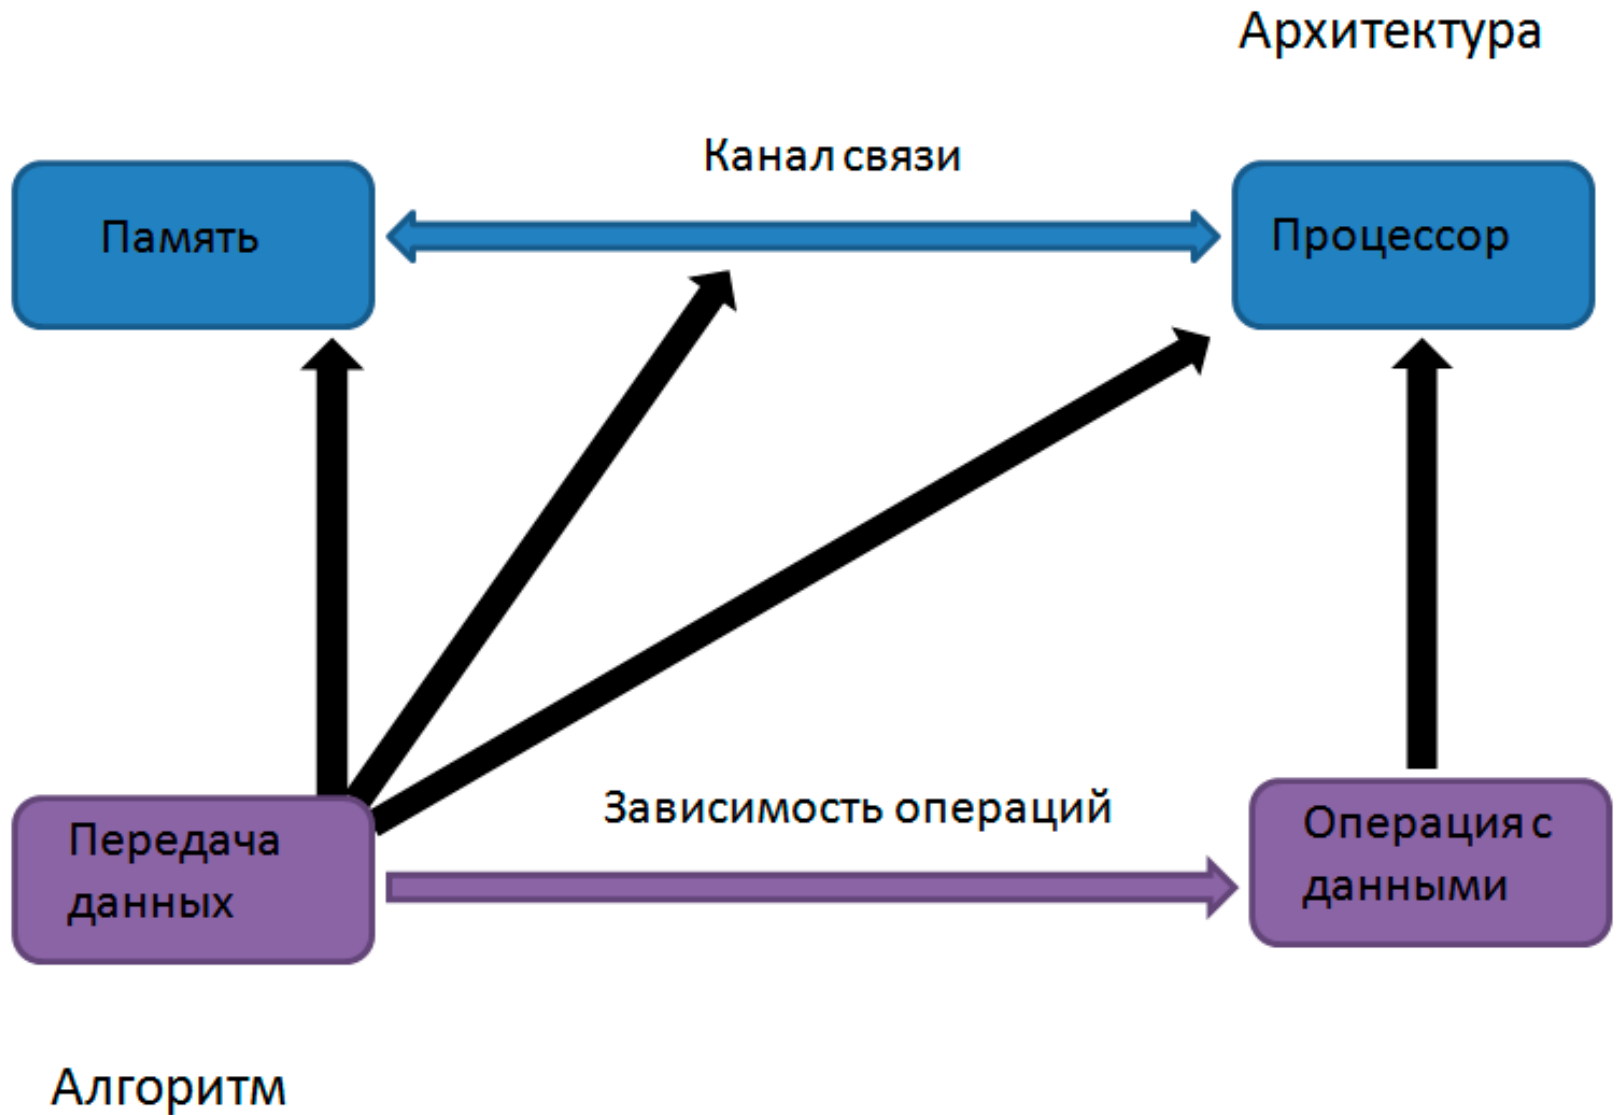 Архитектура
Канал связи
Память
Процессор
Зависимость операций
Передача
данных
Операция с
данными
Алгоритм